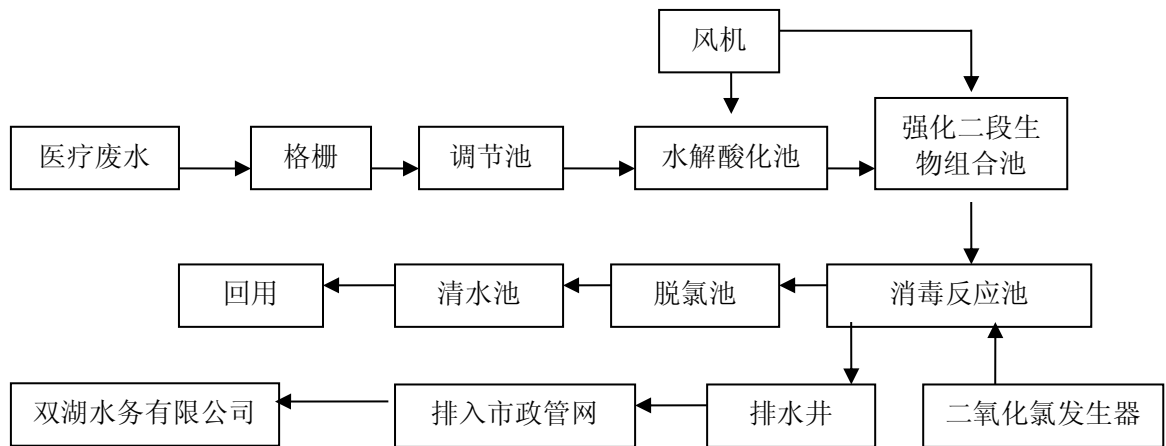 风机
医疗废水
格栅
调节池
水解酸化池
强化二段生
物组合池
回用
清水池
脱氯池
消毒反应池
双湖水务有限公司
排入市政管网
排水井
二氧化氯发生器